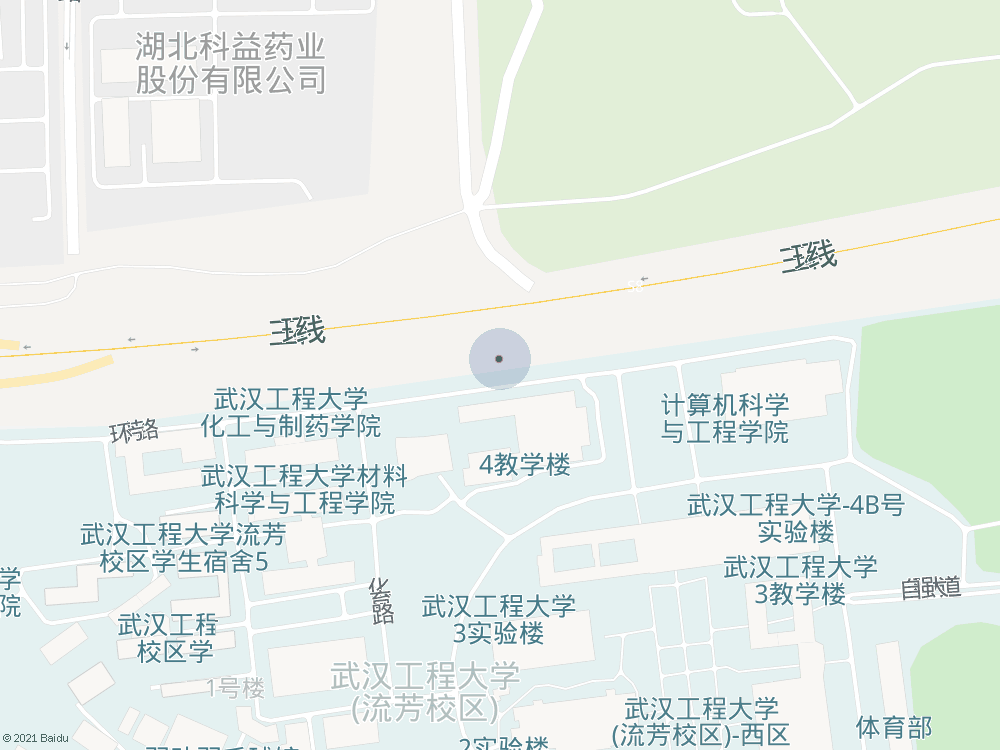 湖北科益药业
股份有限公司
三环线
三环线
武汉工程大学
化工与制药学院
环路
计算机科学
与工程学院
4教学楼
武汉工程大学材料
科学与工程学院
武汉工程大学-4B号
实验楼
武汉工程大学流芳
校区学生宿舍5
武汉工程大学
3教学楼
学
院
自强大道
化育路
武汉工程大学
3实验楼
武汉工程
校区学
武汉工程大学
(流芳校区)
1号楼
武汉工程大学
(流芳校区)-西区
体育部
2实验楼
© 2021 Baidu